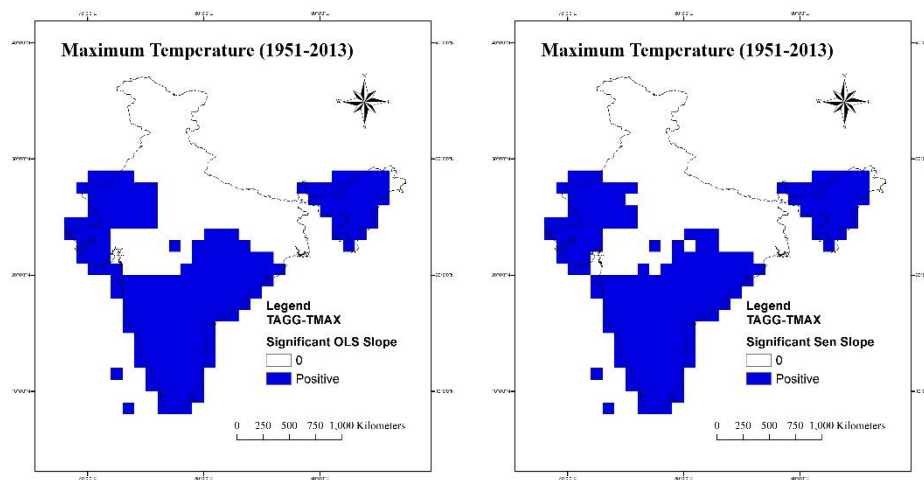 Maximum Temperature (1951-2013)
N
Legend
TAGG-TMAX
Significant OLS Slope
0
Positive
0 250 500 750 1,000 Kilometers
Maximum Temperature (1951-2013)
N
Legend
TAGG-TMAX
Significant Sen Slope
0
Positive
0 250 500 750 1,000 Kilometers